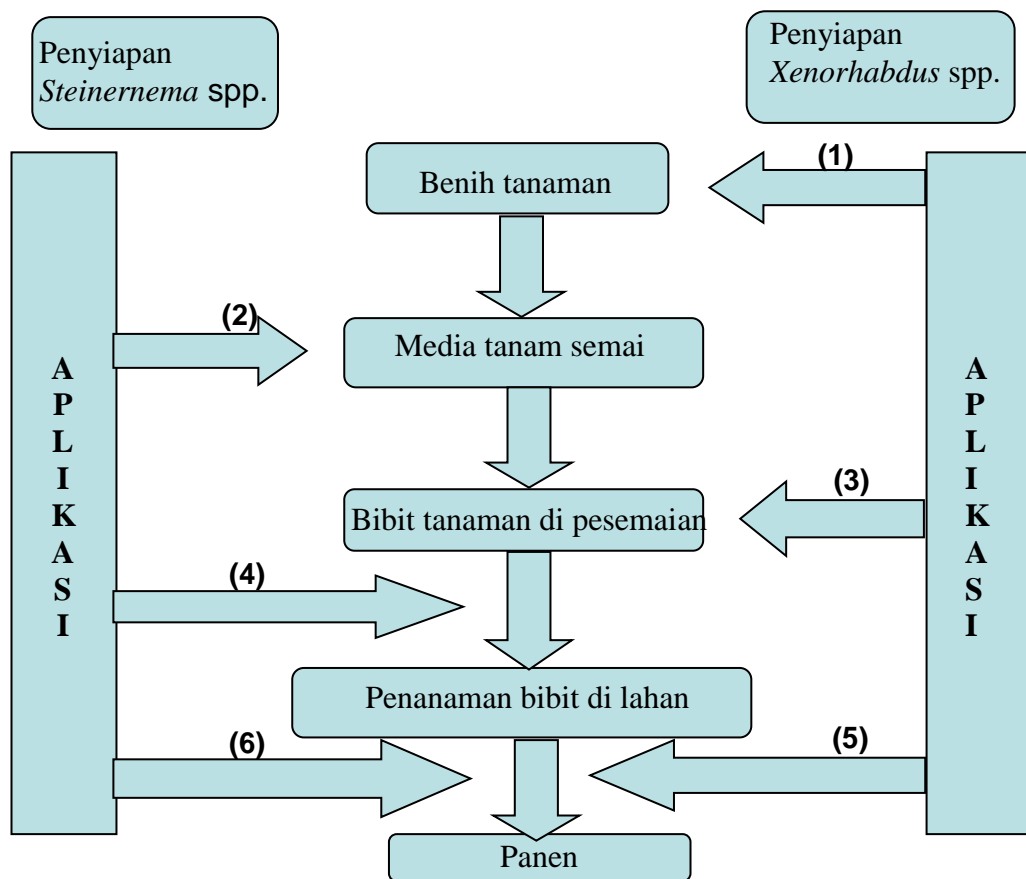 Penyiapan
Steinernema spp.
Penyiapan
Xenorhabdus spp.
(1)
Benih tanaman
(2)
Media tanam semai
A
P
L
I
K
A
S
I
A
P
L
I
K
A
S
I
(3)
Bibit tanaman di pesemaian
(4)
Penanaman bibit di lahan
(6)
(5)
Panen